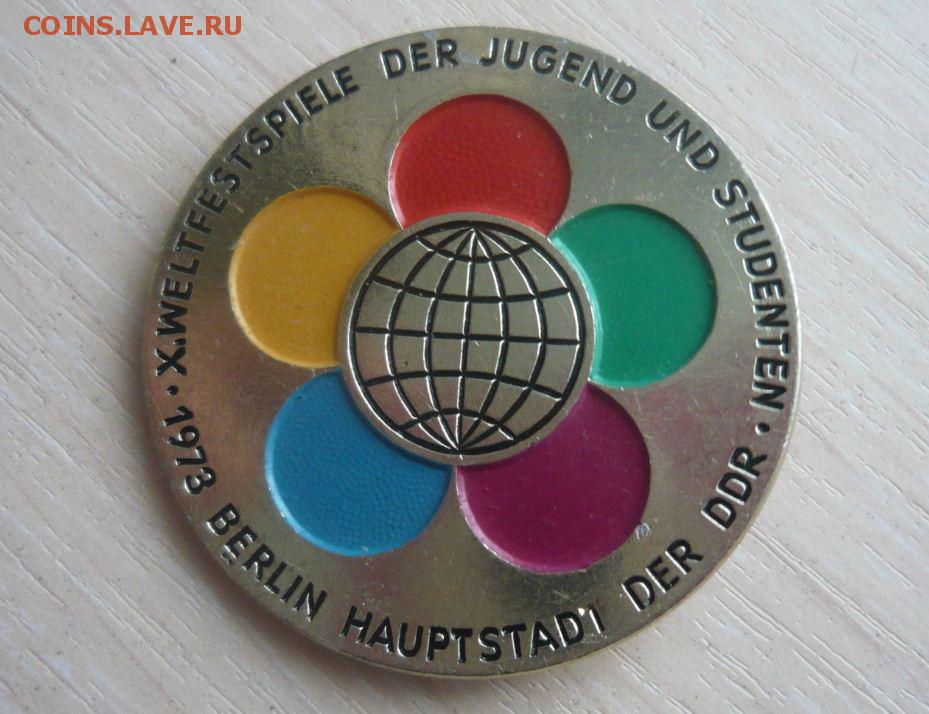 COINS.LAVE.RU
X.WELTFESTSPIELE DER JUGEND UND STUDENTEN •
1973 BERLIN HAUPTSTADT DER DDR •